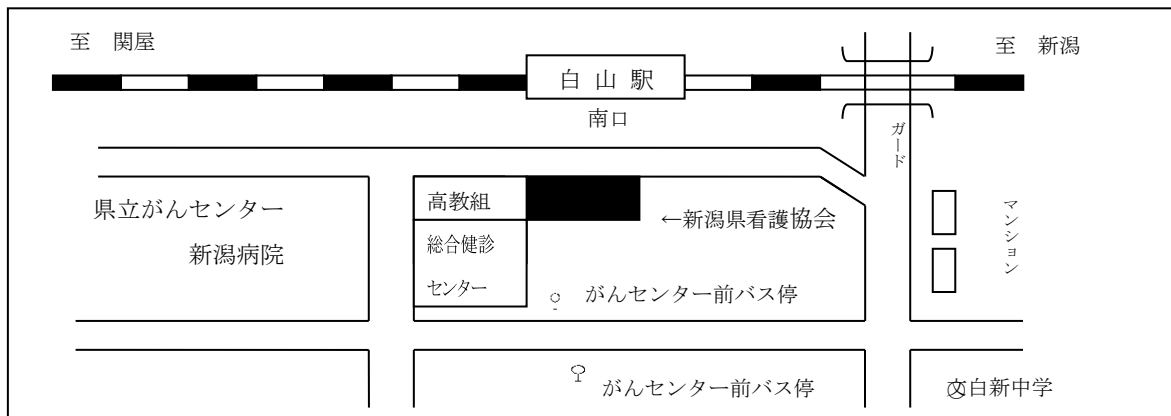 至 関屋
至 新潟
白山駅
南口
ガード
高教組
県立がんセンター
新潟病院
←新潟県看護協会
総合健診
センター
マンション
がんセンター前バス停
がんセンター前バス停
文白新中学